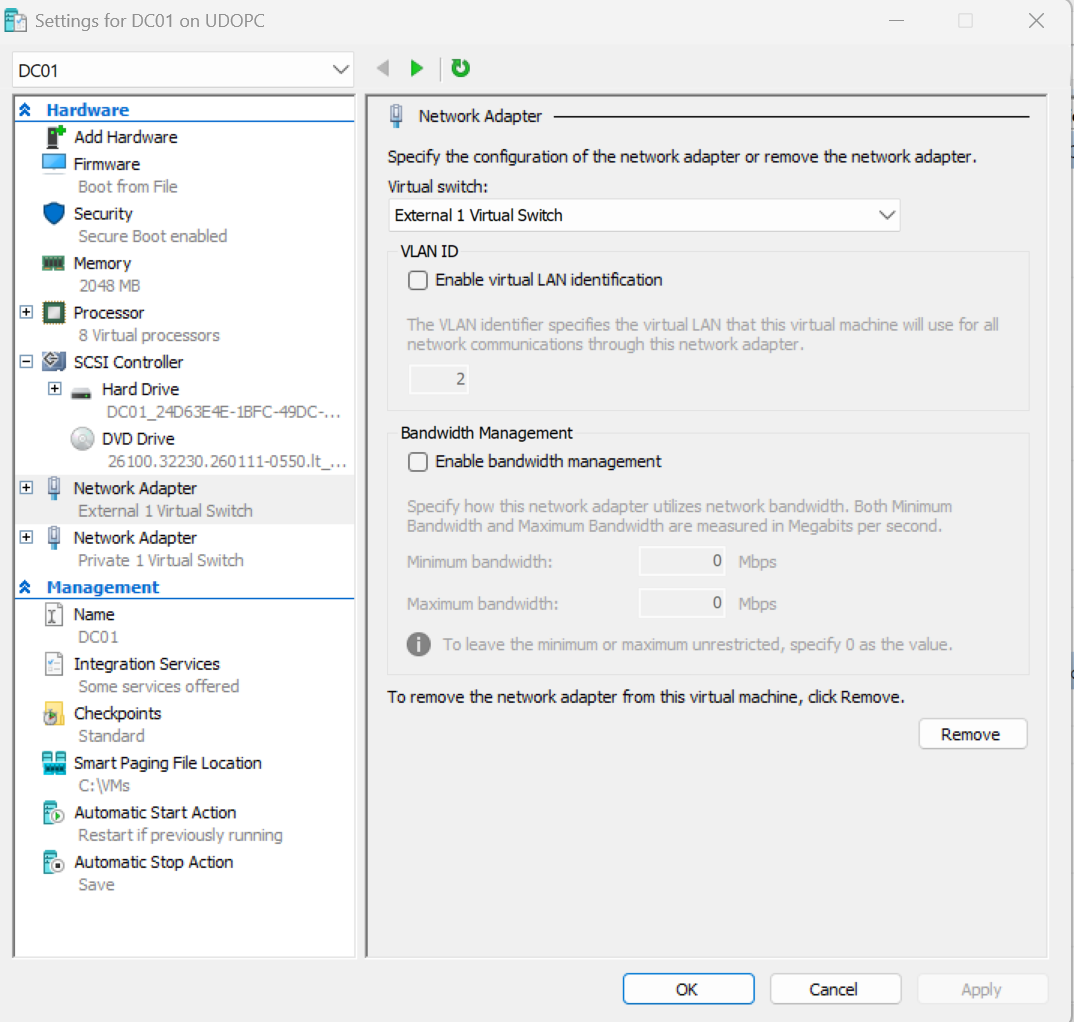 Settings for DC01 on UDOPC
DC01
Hardware
Add Hardware
Firmware
Boot from File
Security
Secure Boot enabled
Memory
2048 MB
Processor
8 Virtual processors
SCSI Controller
Hard Drive
DC01_24D63E4E-1BFC-49DC-...
DVD Drive
26100.32230.260111-0550.lt_...
Network Adapter
External 1 Virtual Switch
Network Adapter
Private 1 Virtual Switch
Management
Name
DC01
Integration Services
Some services offered
Checkpoints
Standard
Smart Paging File Location
C:\VMs
Automatic Start Action
Restart if previously running
Automatic Stop Action
Save
Network Adapter
Specify the configuration of the network adapter or remove the network adapter.
Virtual switch:
External 1 Virtual Switch
VLAN ID
Enable virtual LAN identification
The VLAN identifier specifies the virtual LAN that this virtual machine will use for all
network communications through this network adapter.
2
Bandwidth Management
Enable bandwidth management
Specify how this network adapter utilizes network bandwidth. Both Minimum
Bandwidth and Maximum Bandwidth are measured in Megabits per second.
Minimum bandwidth: 0 Mbps
Maximum bandwidth: 0 Mbps
To leave the minimum or maximum unrestricted, specify 0 as the value.
To remove the network adapter from this virtual machine, click Remove.
Remove
OK Cancel Apply